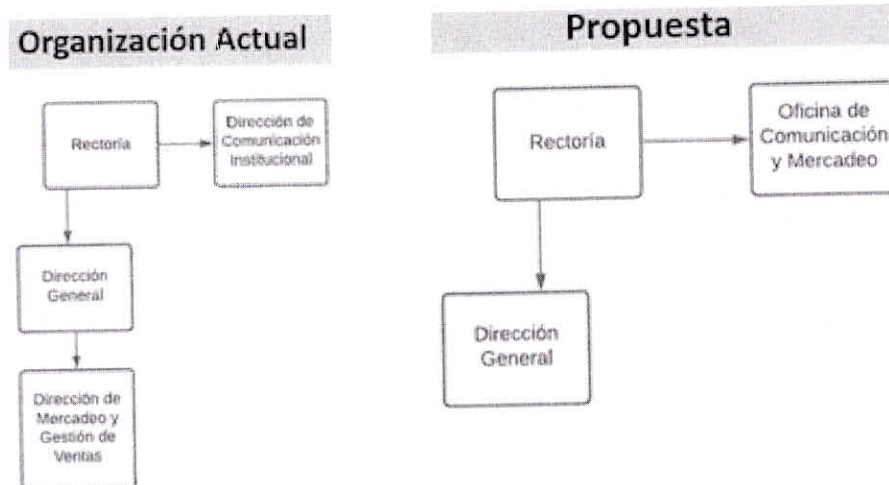 Organización Actual
Rectoría
Dirección de
Comunicación
Institucional
Dirección
General
Dirección de
Mercadeo y
Gestión de
Ventas
Propuesta
Rectoría
Oficina de
Comunicación
y Mercadeo
Dirección
General